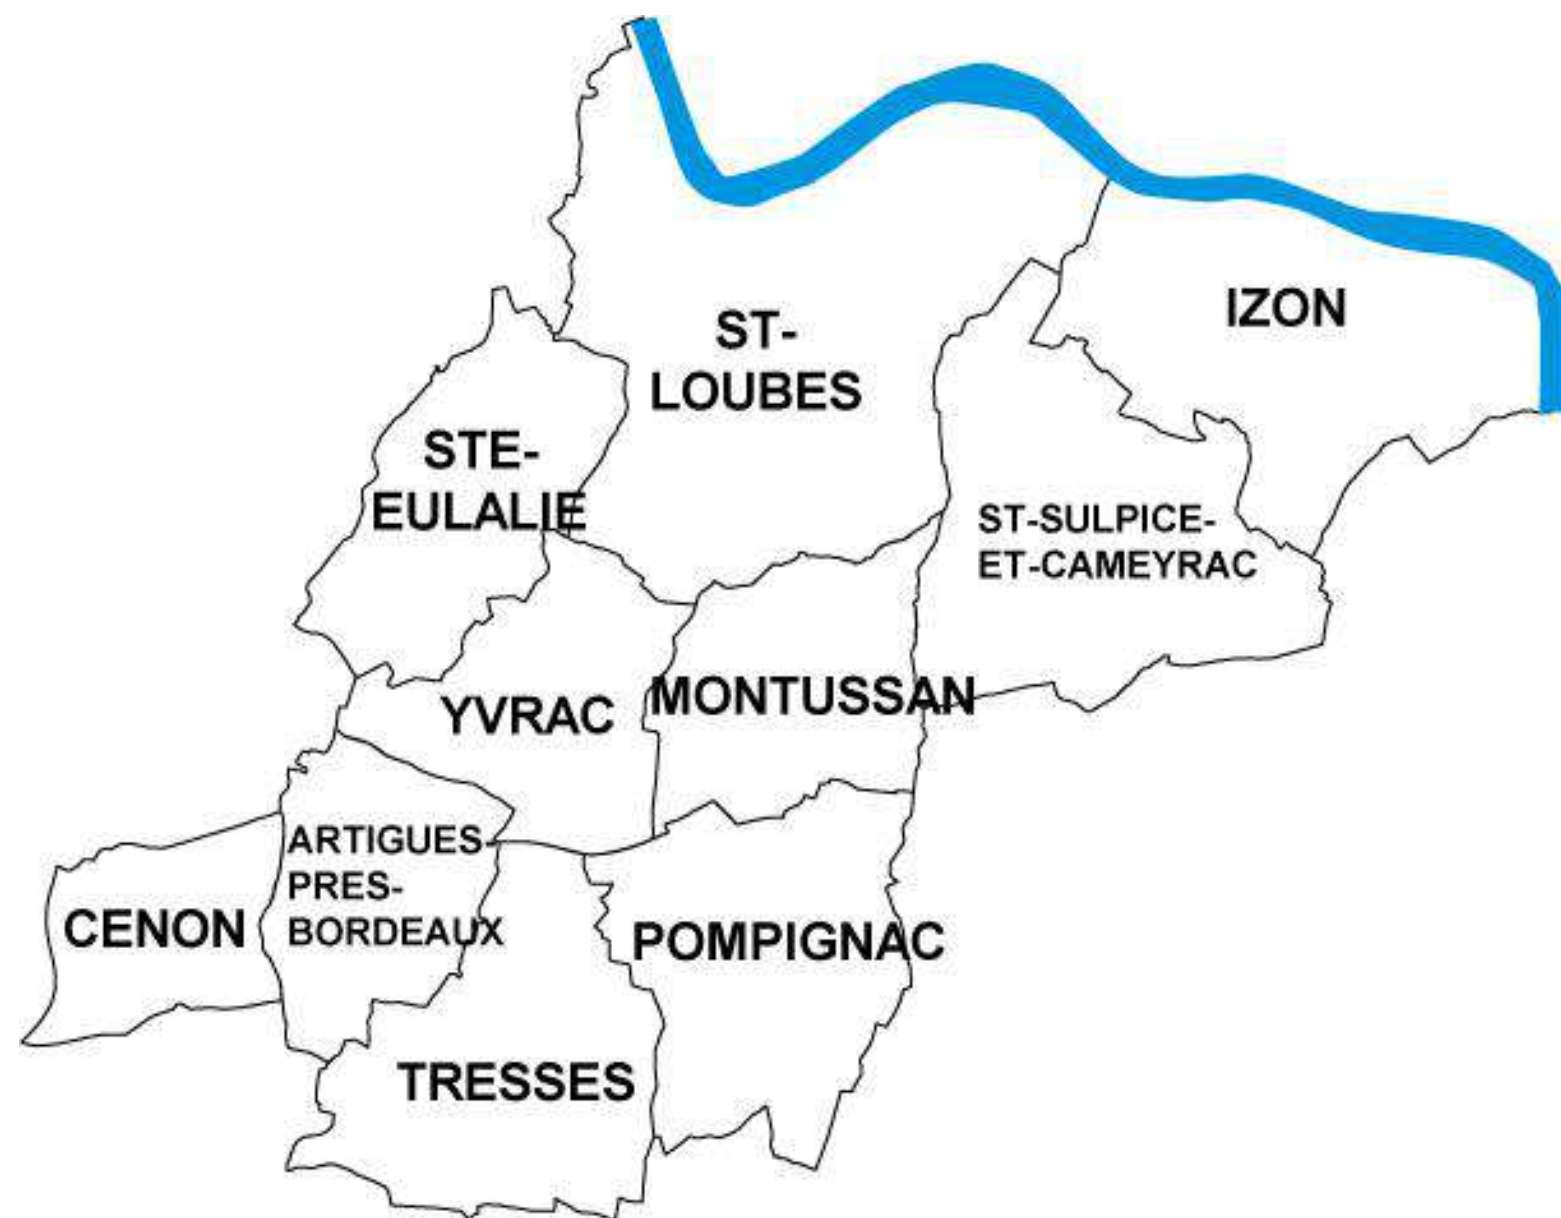 IZON
ST-
LOUBES
STE-
EULALIE
ST-SULPICE-
ET-CAMEYRAC
MONTUSSAN
YVRAC
ARTIGUES-
PRES-
BORDEAUX
CENON
POMPIGNAC
TRESSES